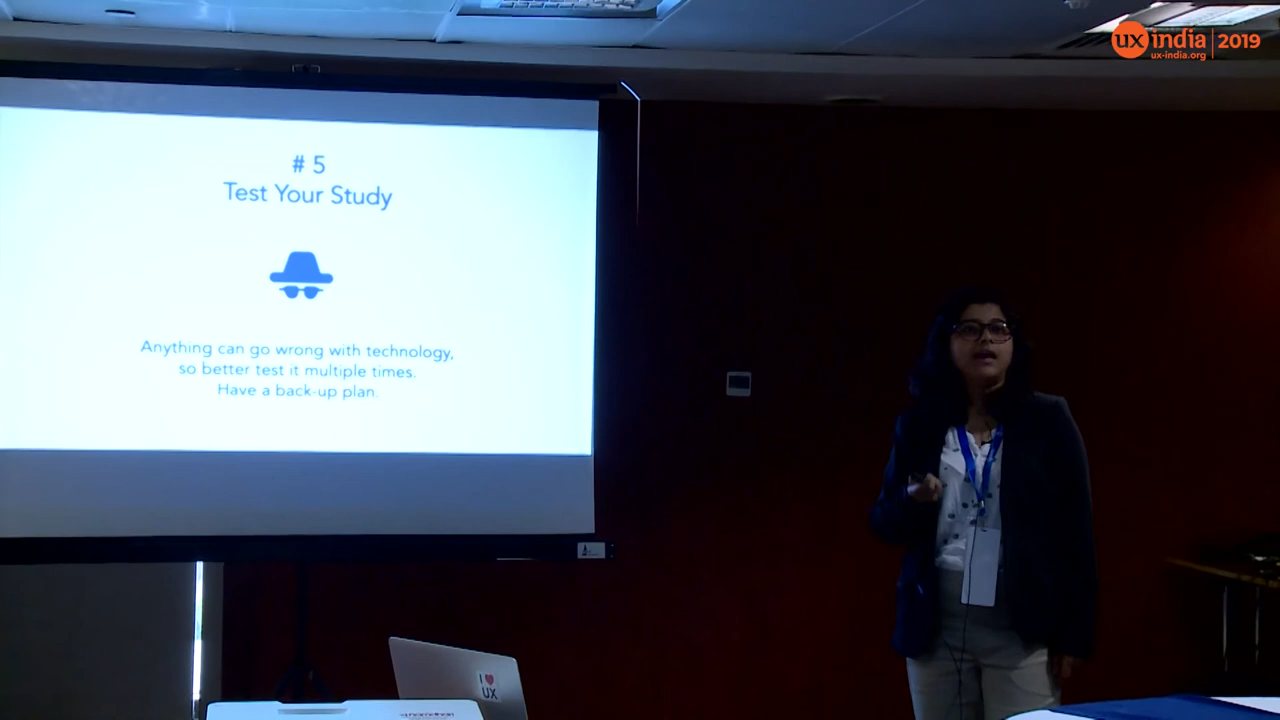 ux india | 2019
ux-india.org
# 5
Test Your Study
Anything can go wrong with technology,
so better test it multiple times.
Have a back-up plan.
I ♥
UX